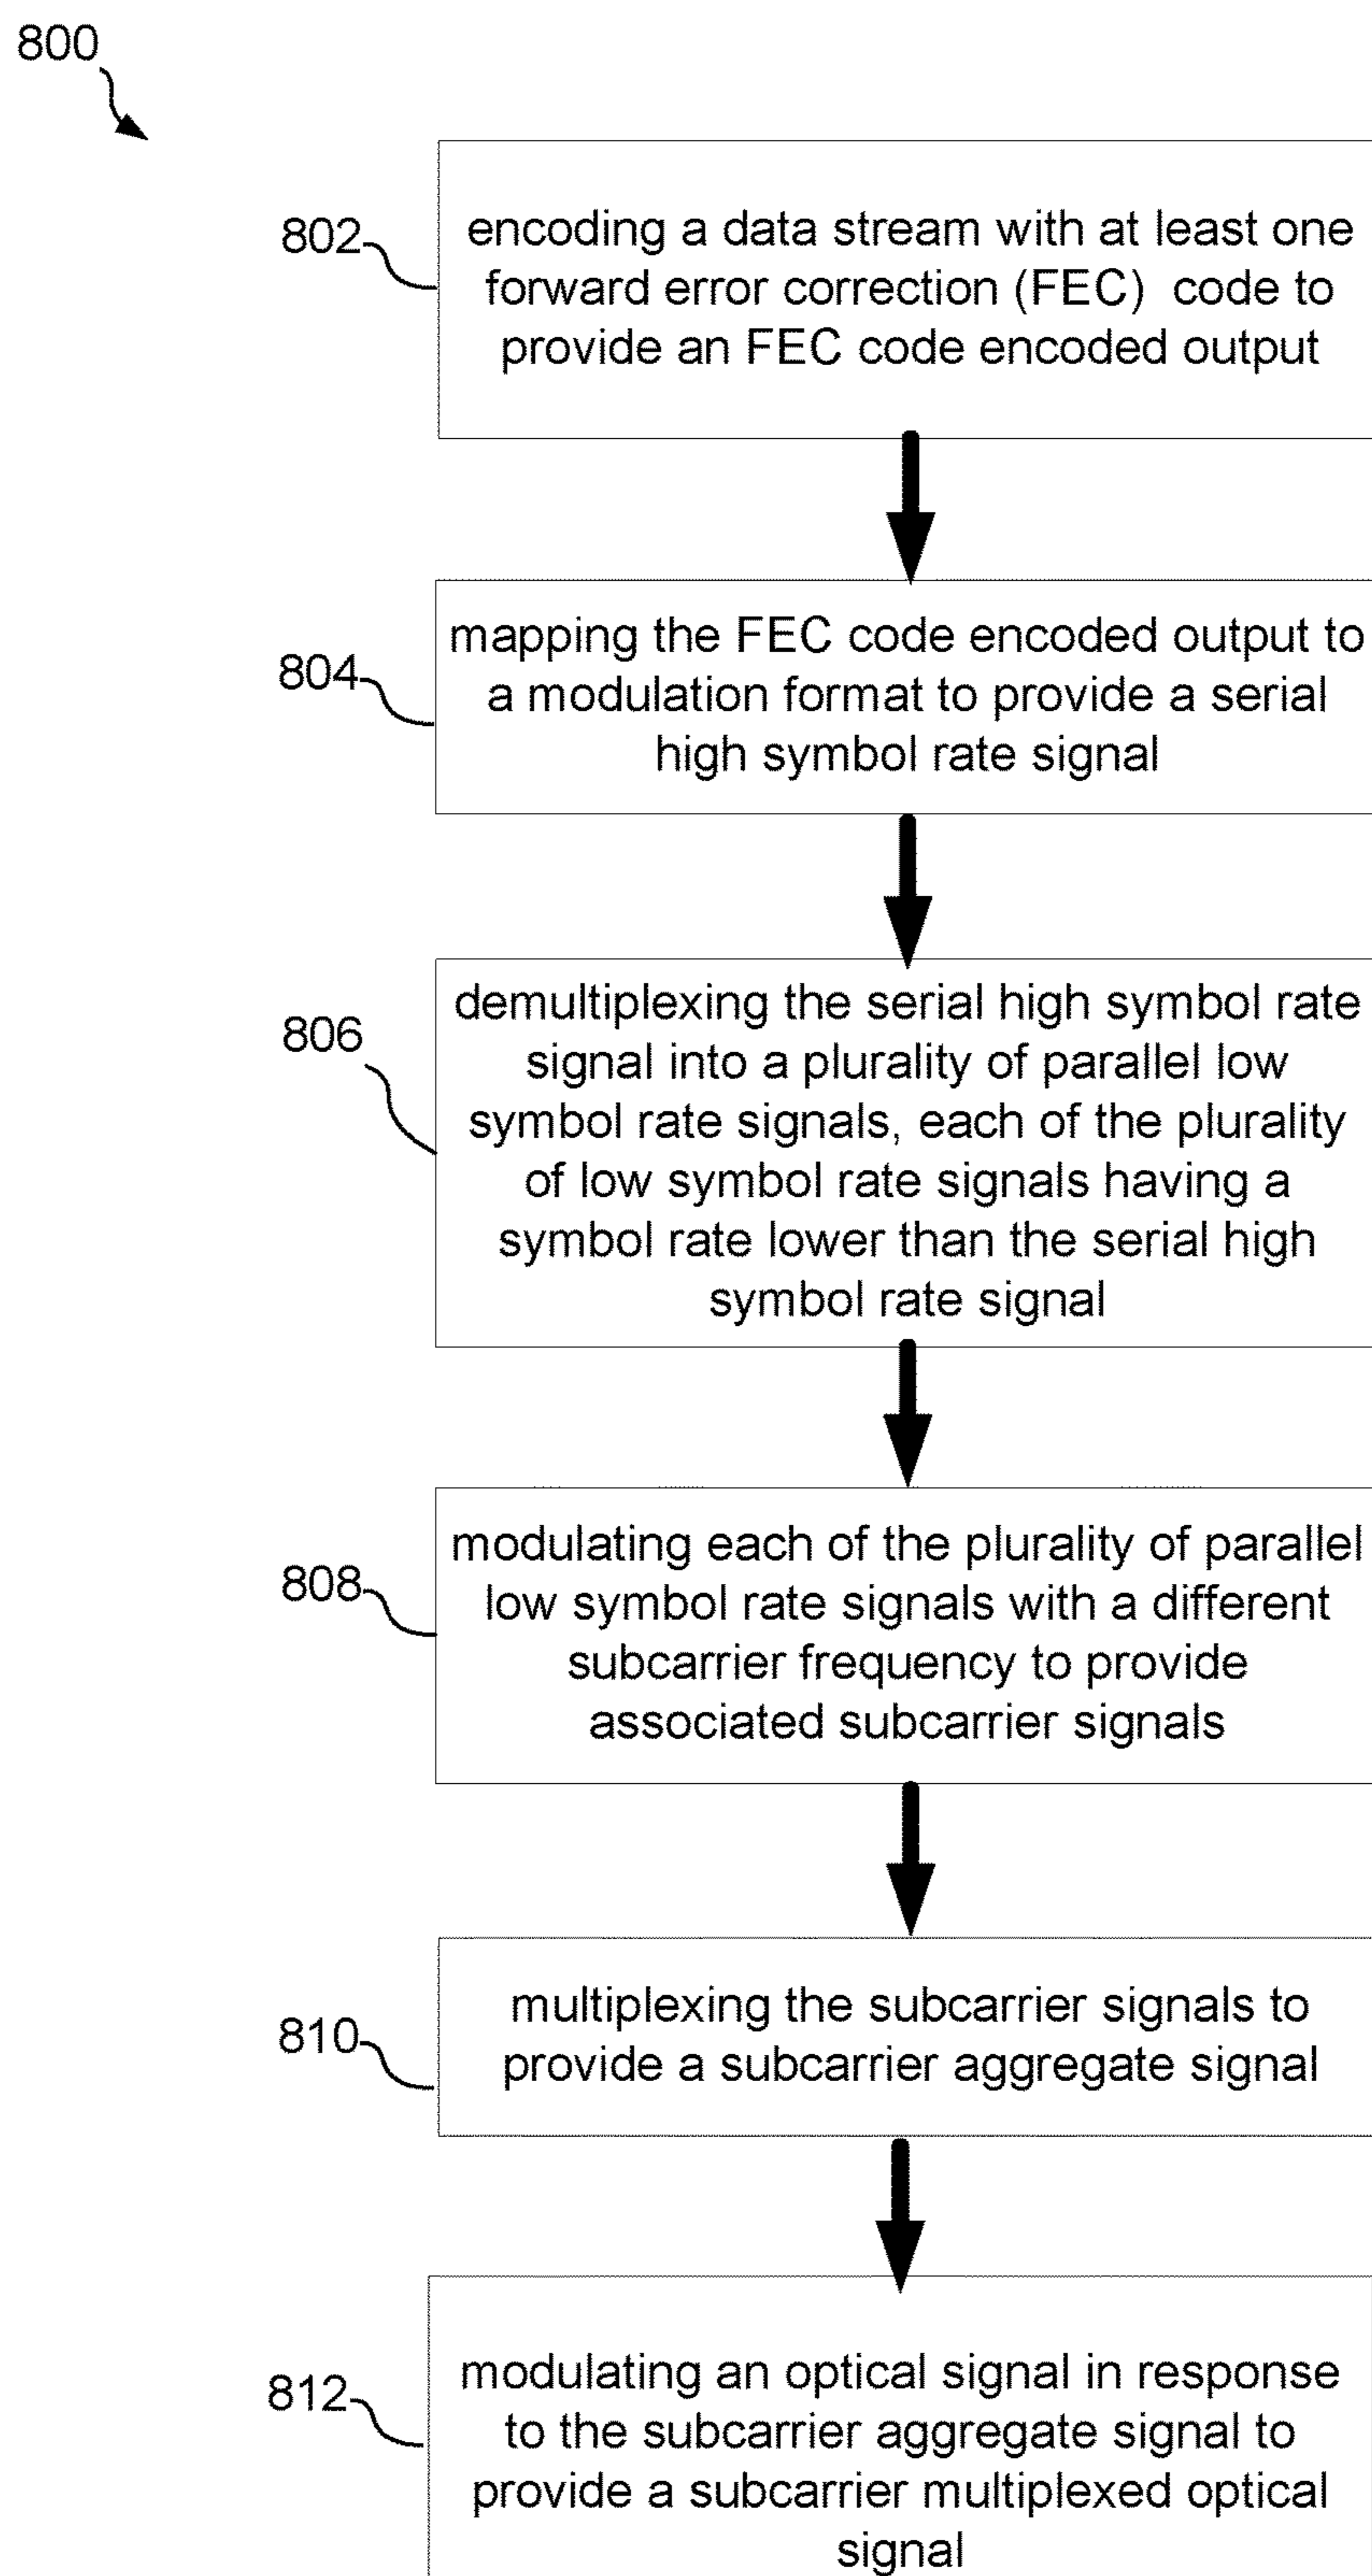 800
802
encoding a data stream with at least one
forward error correction (FEC) code to
provide an FEC code encoded output
804
mapping the FEC code encoded output to
a modulation format to provide a serial
high symbol rate signal
806
demultiplexing the serial high symbol rate
signal into a plurality of parallel low
symbol rate signals, each of the plurality
of low symbol rate signals having a
symbol rate lower than the serial high
symbol rate signal
808
modulating each of the plurality of parallel
low symbol rate signals with a different
subcarrier frequency to provide
associated subcarrier signals
810
multiplexing the subcarrier signals to
provide a subcarrier aggregate signal
812
modulating an optical signal in response
to the subcarrier aggregate signal to
provide a subcarrier multiplexed optical
signal